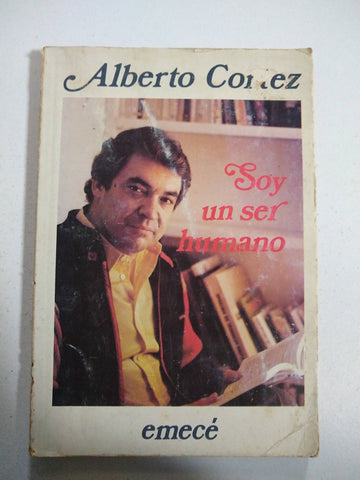 Alberto Cortez
Soy
un ser
humano
emecé